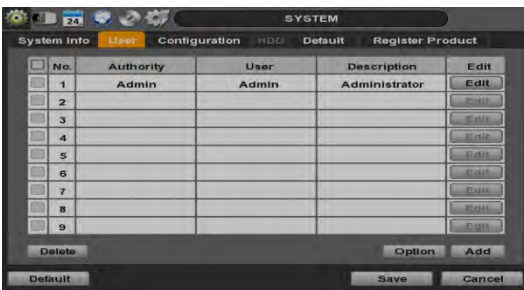 24
SYSTEM
System Info User Configuration HDD Default Register Product
No. Authority User Description Edit
1 Admin Admin Administrator Edit
2 Edit
3 Edit
4 Edit
5 Edit
6 Edit
7 Edit
8 Edit
9 Edit
Delete Option Add
Default Save Cancel